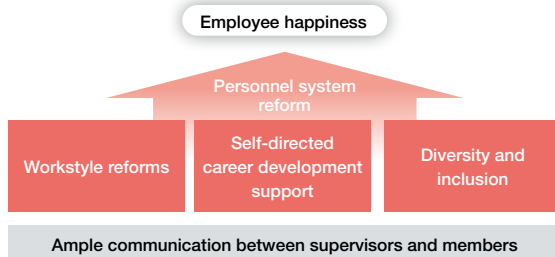 Employee happiness
Personnel system
reform
Workstyle reforms
Self-directed
career development
support
Diversity and
inclusion
Ample communication between supervisors and members